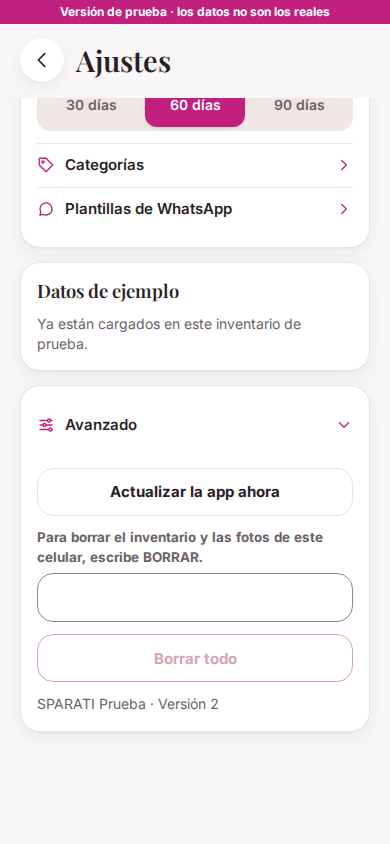 Versión de prueba · los datos no son los reales
Ajustes
30 días 60 días 90 días
Categorías
Plantillas de WhatsApp
Datos de ejemplo
Ya están cargados en este inventario de
prueba.
Avanzado
Actualizar la app ahora
Para borrar el inventario y las fotos de este
celular, escribe BORRAR.
Borrar todo
SPARATI Prueba · Versión 2